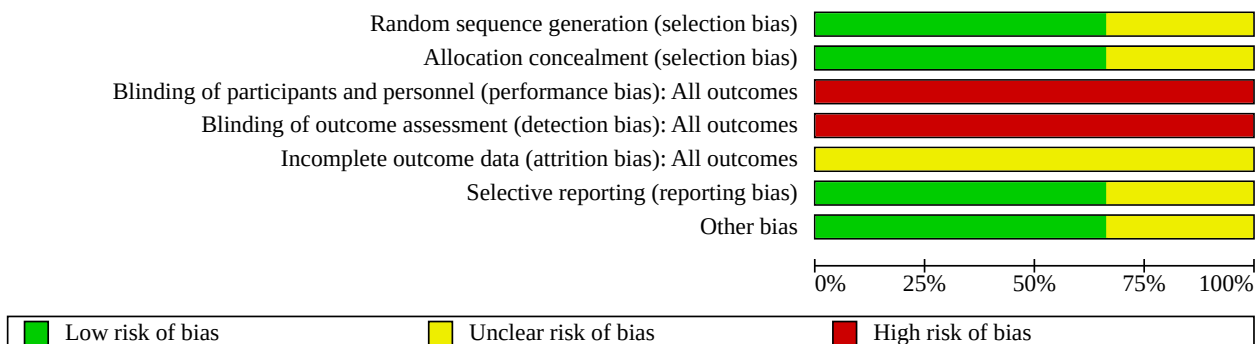 Random sequence generation (selection bias)
Allocation concealment (selection bias)
Blinding of participants and personnel (performance bias): All outcomes
Blinding of outcome assessment (detection bias): All outcomes
Incomplete outcome data (attrition bias): All outcomes
Selective reporting (reporting bias)
Other bias
0% 25% 50% 75% 100%
Low risk of bias Unclear risk of bias High risk of bias